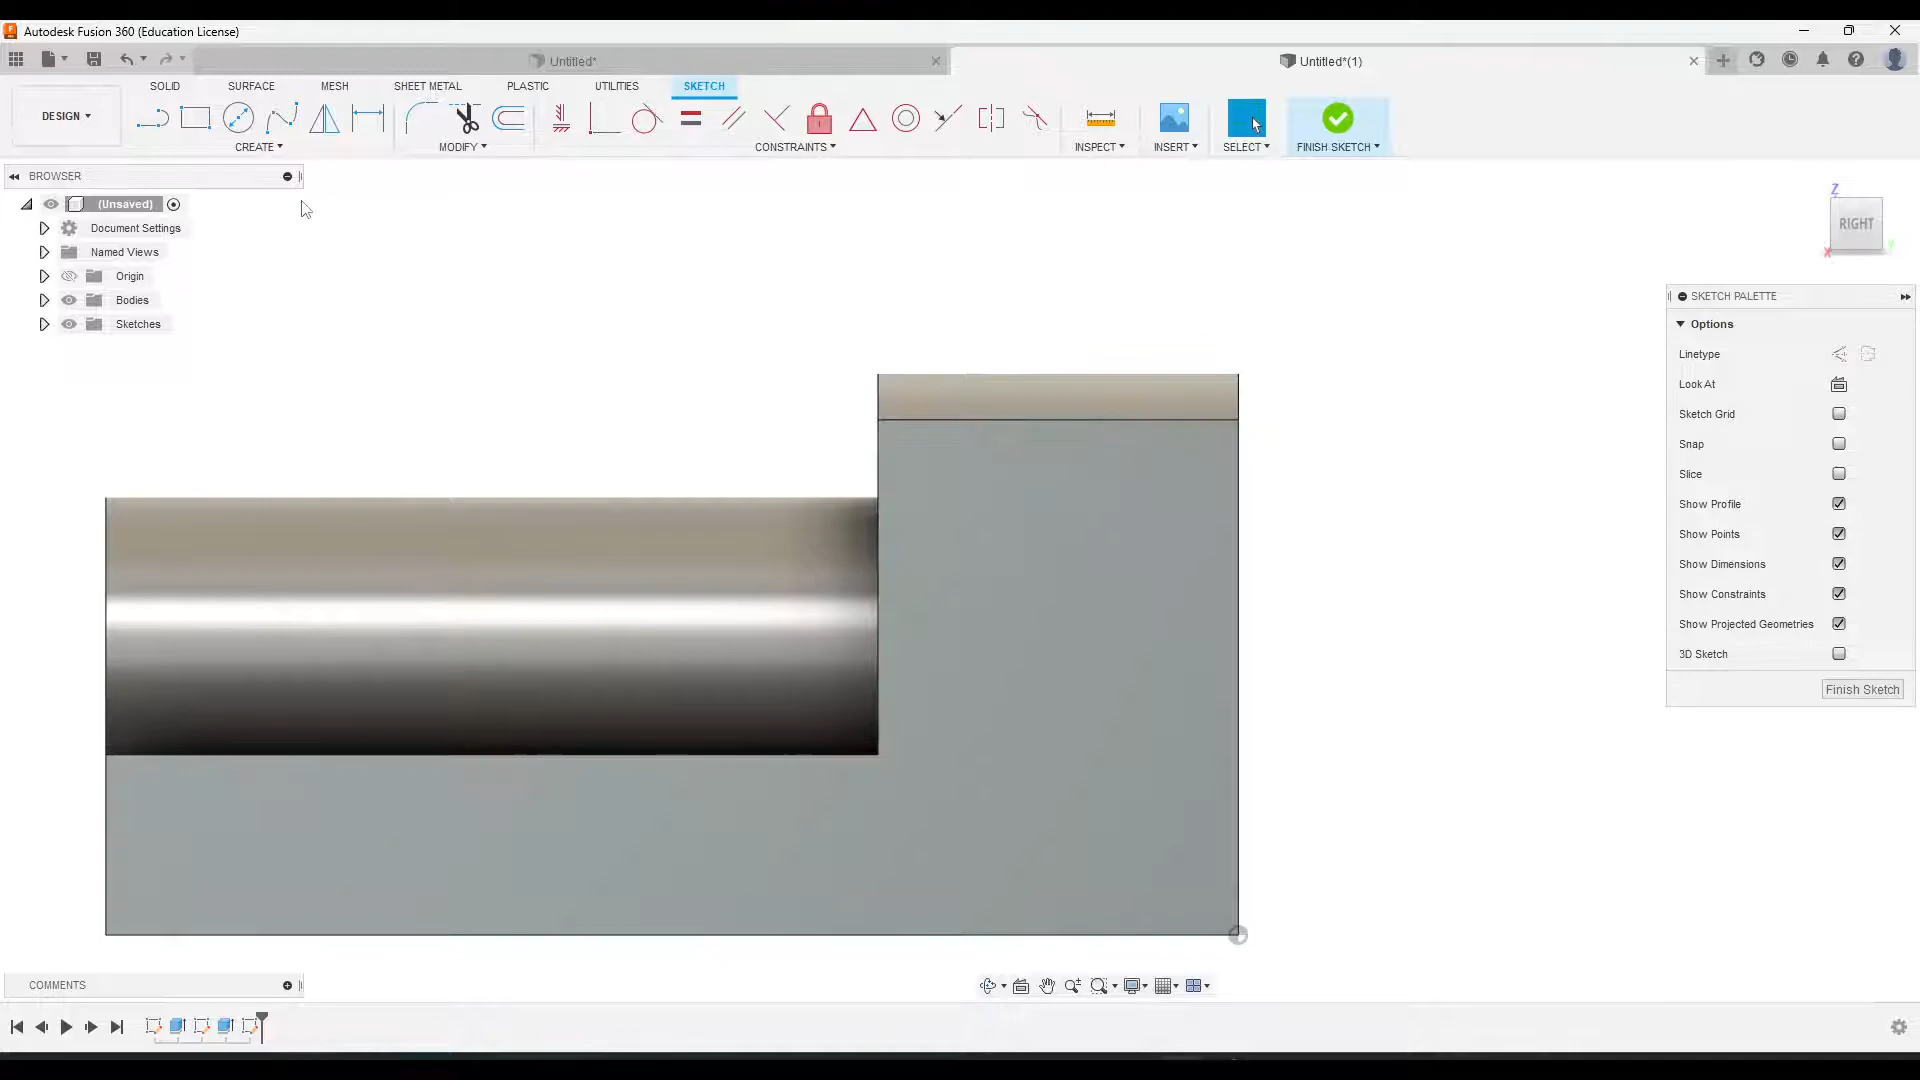 Autodesk Fusion 360 (Education License)
Untitled*
Untitled*(1)
SOLID
SURFACE
MESH
SHEET METAL
PLASTIC
UTILITIES
SKETCH
DESIGN
CREATE
MODIFY
CONSTRAINTS
INSPECT
INSERT
SELECT
FINISH SKETCH
BROWSER
(Unsaved)
Document Settings
Named Views
Origin
Bodies
Sketches
Z
RIGHT
X
Y
SKETCH PALETTE
Options
Linetype
Look At
Sketch Grid
Snap
Slice
Show Profile
Show Points
Show Dimensions
Show Constraints
Show Projected Geometries
3D Sketch
Finish Sketch
COMMENTS